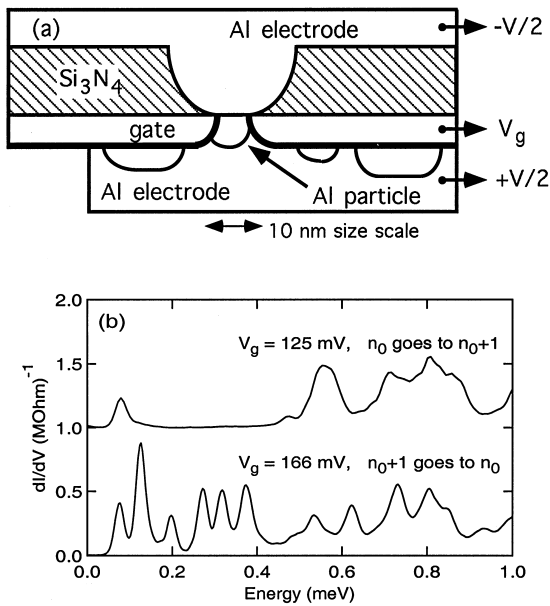 (a)
Al electrode
-V/2
Si3N4
gate
Vg
Al electrode
Al particle
+V/2
10 nm size scale
(b)
2.0
Vg = 125 mV, n0 goes to n0+1
1.5
1.0
Vg = 166 mV, n0+1 goes to n0
0.5
0.0
dI/dV (MOhm)-1
0.0 0.2 0.4 0.6 0.8 1.0
Energy (meV)